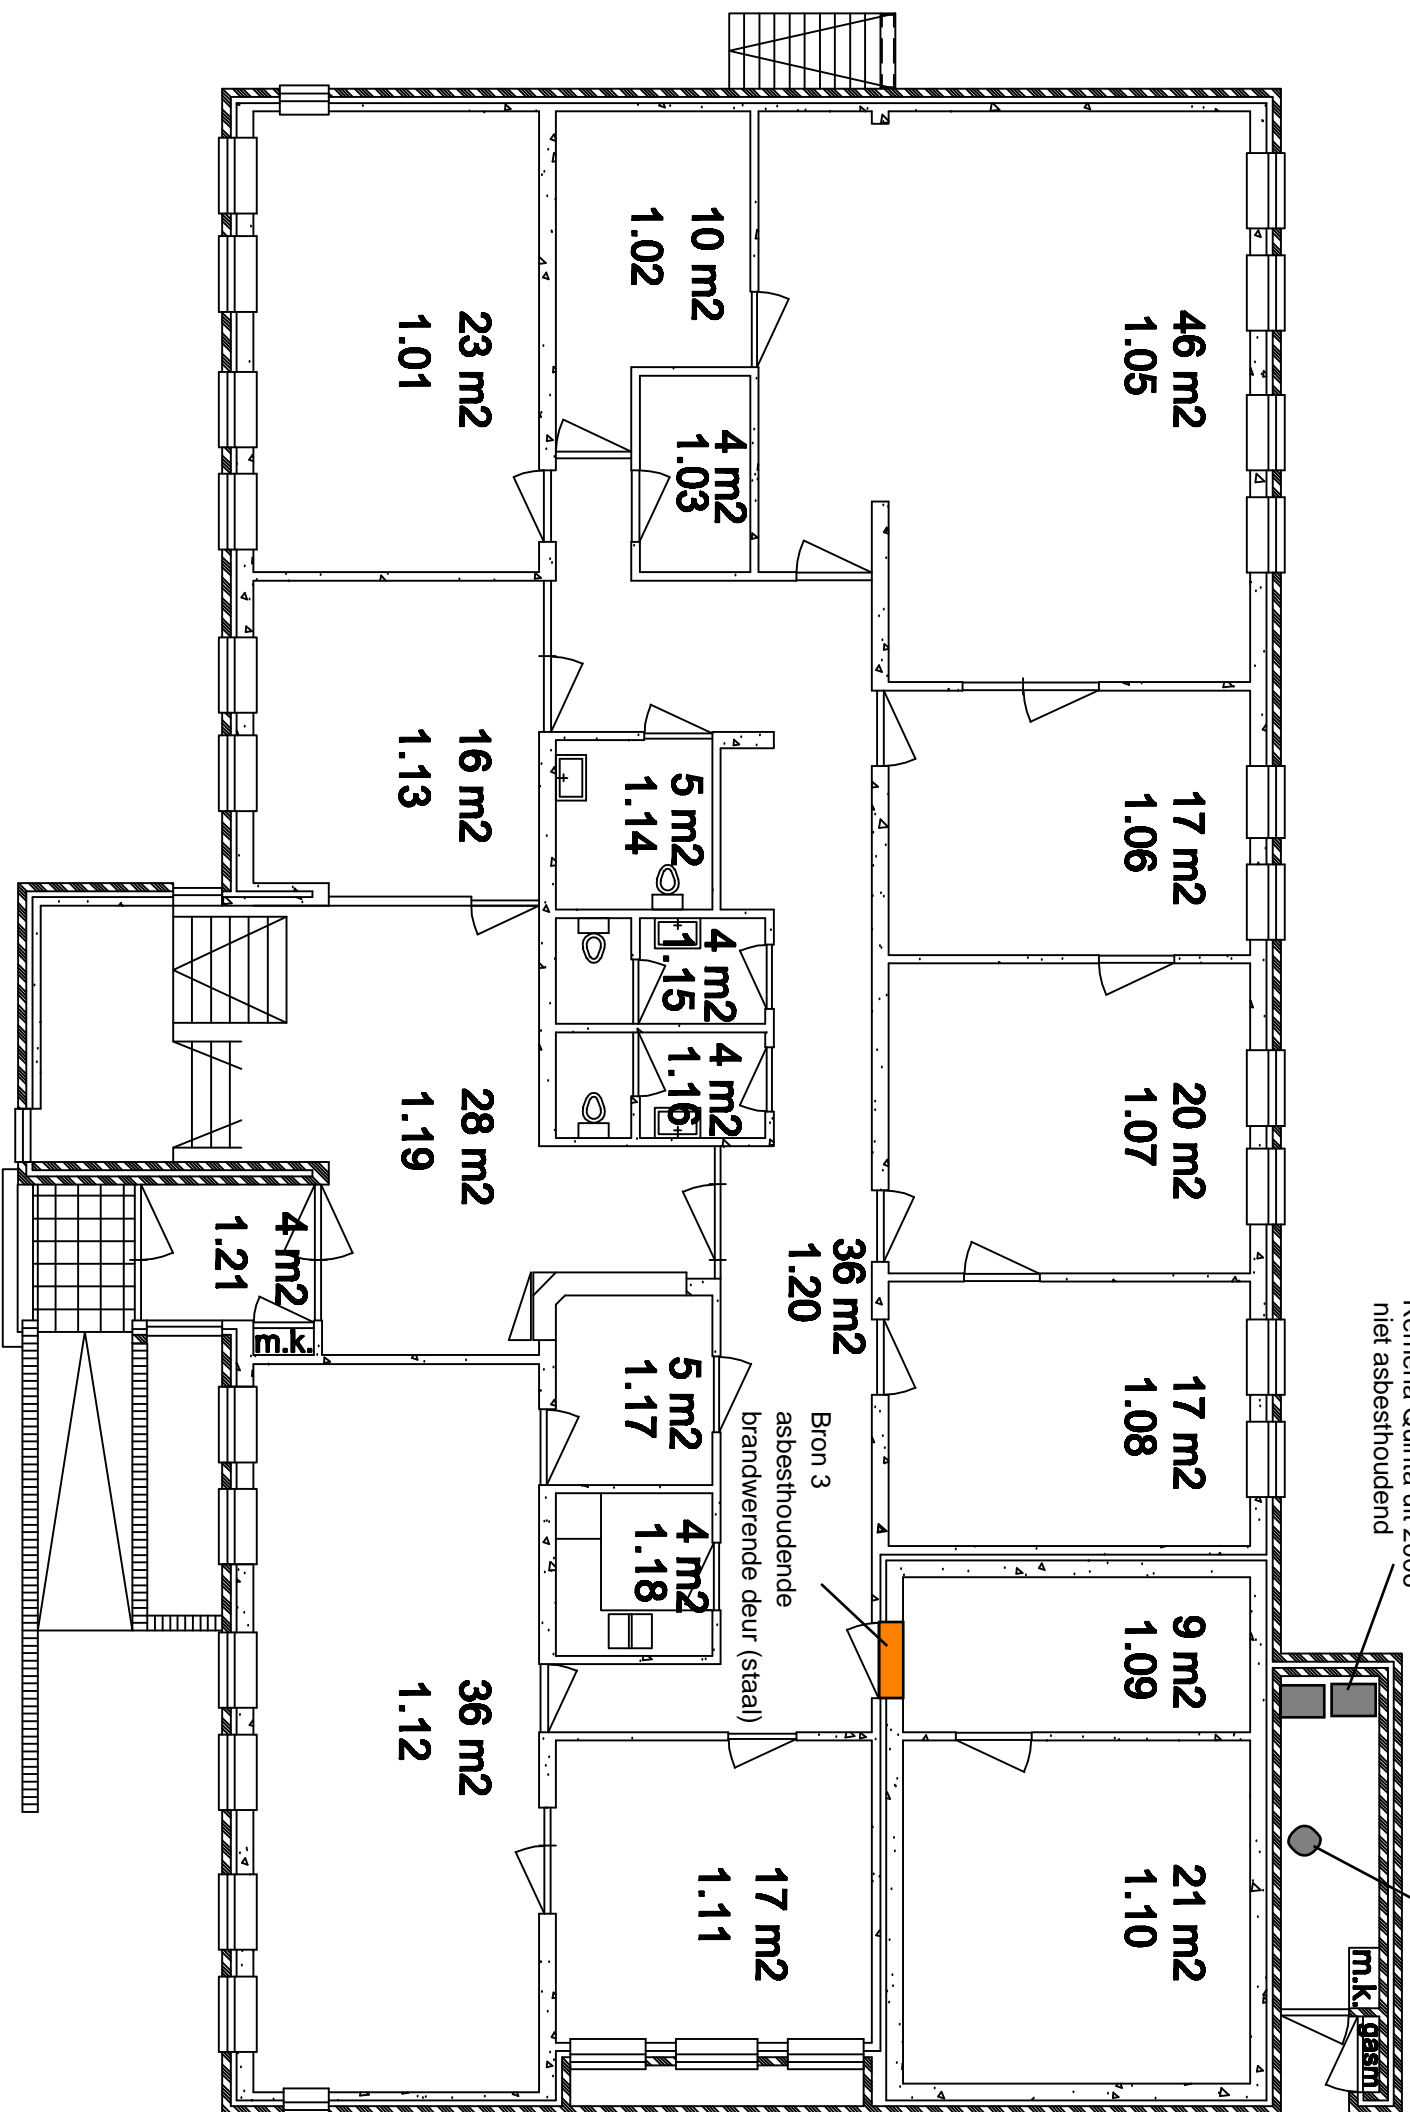 46 m2
1.05
17 m2
1.06
20 m2
1.07
17 m2
1.08
9 m2
1.09
21 m2
1.10
niet asbesthoudend
m.k.
gasm
10 m2
1.02
4 m2
1.03
5 m2
1.14
4 m2
1.15
4 m2
1.16
36 m2
1.20
Bron 3
asbesthoudende
brandwerende deur (staal)
5 m2
1.17
4 m2
1.18
17 m2
1.11
23 m2
1.01
16 m2
1.13
28 m2
1.19
4 m2
1.21
m.k.
36 m2
1.12